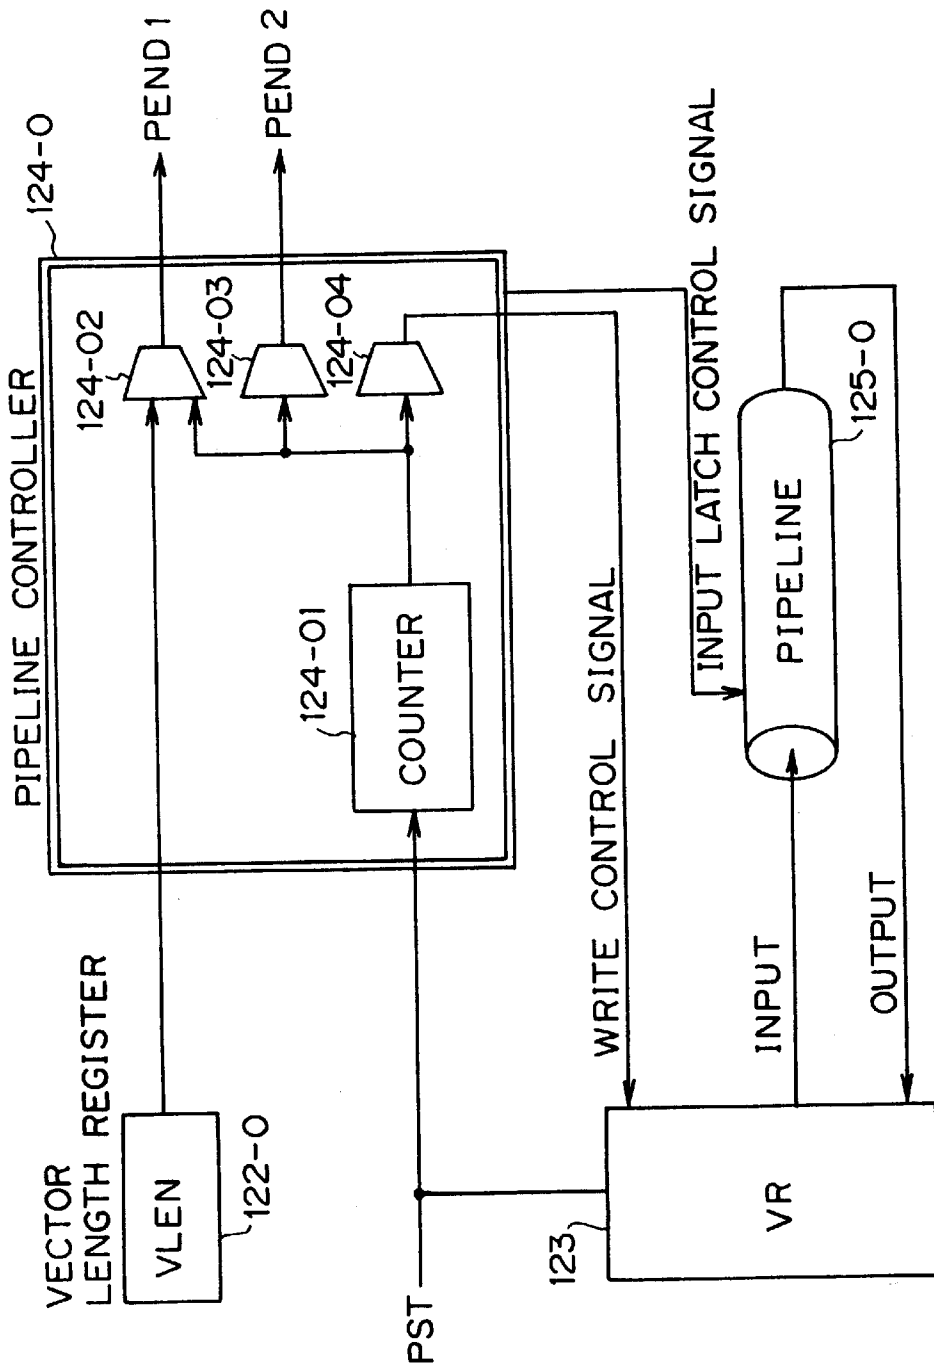 PIPELINE CONTROLLER
124-0
VECTOR
LENGTH REGISTER
VLEN
122-0
124-02
PEND 1
124-03
PEND 2
124-04
124-01
COUNTER
PST
WRITE CONTROL SIGNAL
INPUT LATCH CONTROL SIGNAL
123
VR
INPUT
PIPELINE
125-0
OUTPUT